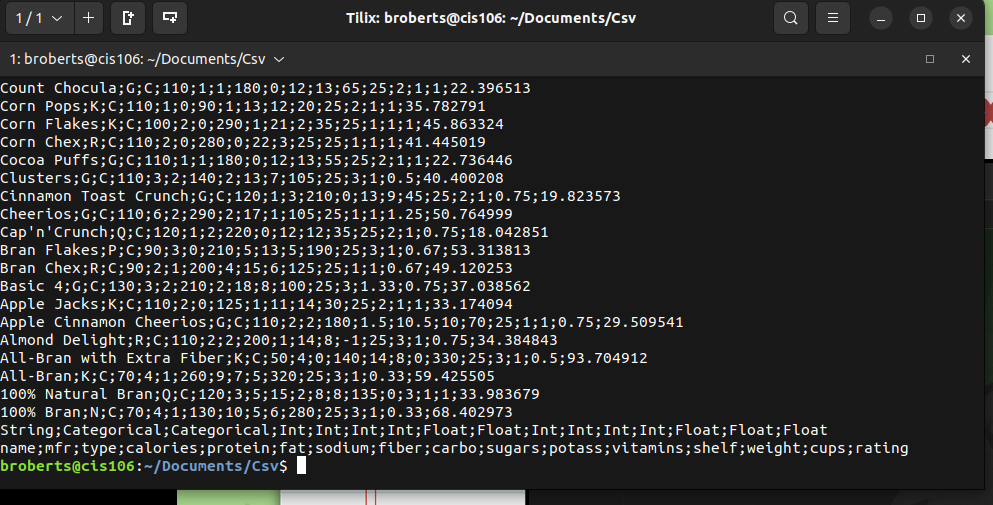 1 / 1
Tilix: broberts@cis106: ~/Documents/Csv
1: broberts@cis106: ~/Documents/Csv
Count Chocula;G;C;110;1;1;180;0;12;13;65;25;2;1;1;22.396513
Corn Pops;K;C;110;1;0;90;1;13;12;20;25;2;1;1;35.782791
Corn Flakes;K;C;100;2;0;290;1;21;2;35;25;1;1;1;45.863324
Corn Chex;R;C;110;2;0;280;0;22;3;25;25;1;1;1;41.445019
Cocoa Puffs;G;C;110;1;1;180;0;12;13;55;25;2;1;1;22.736446
Clusters;G;C;110;3;2;140;2;13;7;105;25;3;1;0.5;40.400208
Cinnamon Toast Crunch;G;C;120;1;3;210;0;13;9;45;25;2;1;0.75;19.823573
Cheerios;G;C;110;6;2;290;2;17;1;105;25;1;1;1.25;50.764999
Cap'n'Crunch;Q;C;120;1;2;220;0;12;12;35;25;2;1;0.75;18.042851
Bran Flakes;P;C;90;3;0;210;5;13;5;190;25;3;1;0.67;53.313813
Bran Chex;R;C;90;2;1;200;4;15;6;125;25;1;1;0.67;49.120253
Basic 4;G;C;130;3;2;210;2;18;8;100;25;3;1.33;0.75;37.038562
Apple Jacks;K;C;110;2;0;125;1;11;14;30;25;2;1;1;33.174094
Apple Cinnamon Cheerios;G;C;110;2;2;180;1.5;10.5;10;70;25;1;1;0.75;29.509541
Almond Delight;R;C;110;2;2;200;1;14;8;-1;25;3;1;0.75;34.384843
All-Bran with Extra Fiber;K;C;50;4;0;140;14;8;0;330;25;3;1;0.5;93.704912
All-Bran;K;C;70;4;1;260;9;7;5;320;25;3;1;0.33;59.425505
100% Natural Bran;Q;C;120;3;5;15;2;8;8;135;0;3;1;1;33.983679
100% Bran;N;C;70;4;1;130;10;5;6;280;25;3;1;0.33;68.402973
String;Categorical;Categorical;Int;Int;Int;Int;Float;Float;Int;Int;Int;Int;Float;Float;Float
name;mfr;type;calories;protein;fat;sodium;fiber;carbo;sugars;potass;vitamins;shelf;weight;cups;rating
broberts@cis106:~/Documents/Csv$